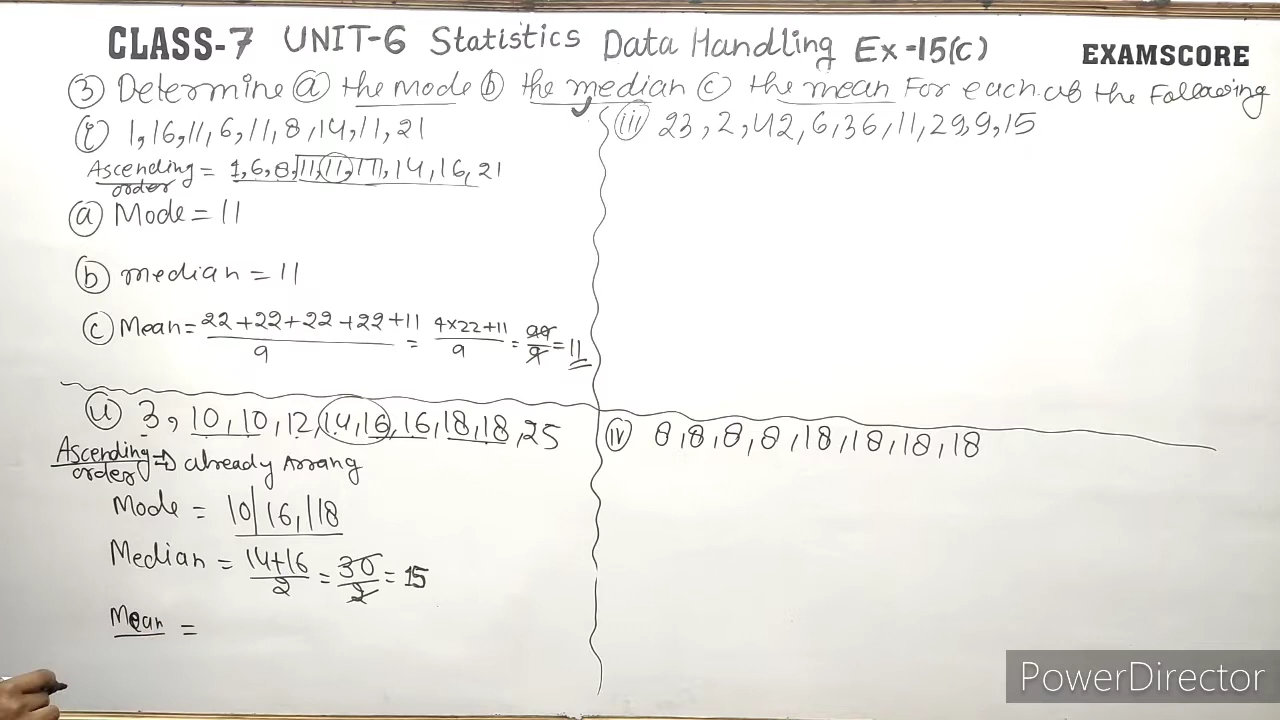 CLASS-7 UNIT-6 Statistics Data Handling Ex-15(c)
EXAMSCORE
③ Determine ⓐ the mode ⓑ the median ⓒ the mean For each of the Following
(i) 1,16,11,6,11,8,14,11,21
Ascending order = 1,6,8,11,11,11,14,16,21
ⓐ Mode = 11
ⓑ median = 11
ⓒ Mean = 22+22+22+22+11/9 = 4×22+11/9 = 99/9 = 11
(ii) 3, 10, 10, 12, 14, 16, 16, 18, 18, 25
Ascending order ⇒ already Arrang
Mode = 10, 16, 18
Median = 14+16/2 = 30/2 = 15
Mean =
(iii) 23, 2, 42, 6, 36, 11, 29, 9, 15
(iv) 8, 8, 8, 8, 18, 18, 18, 18
PowerDirector